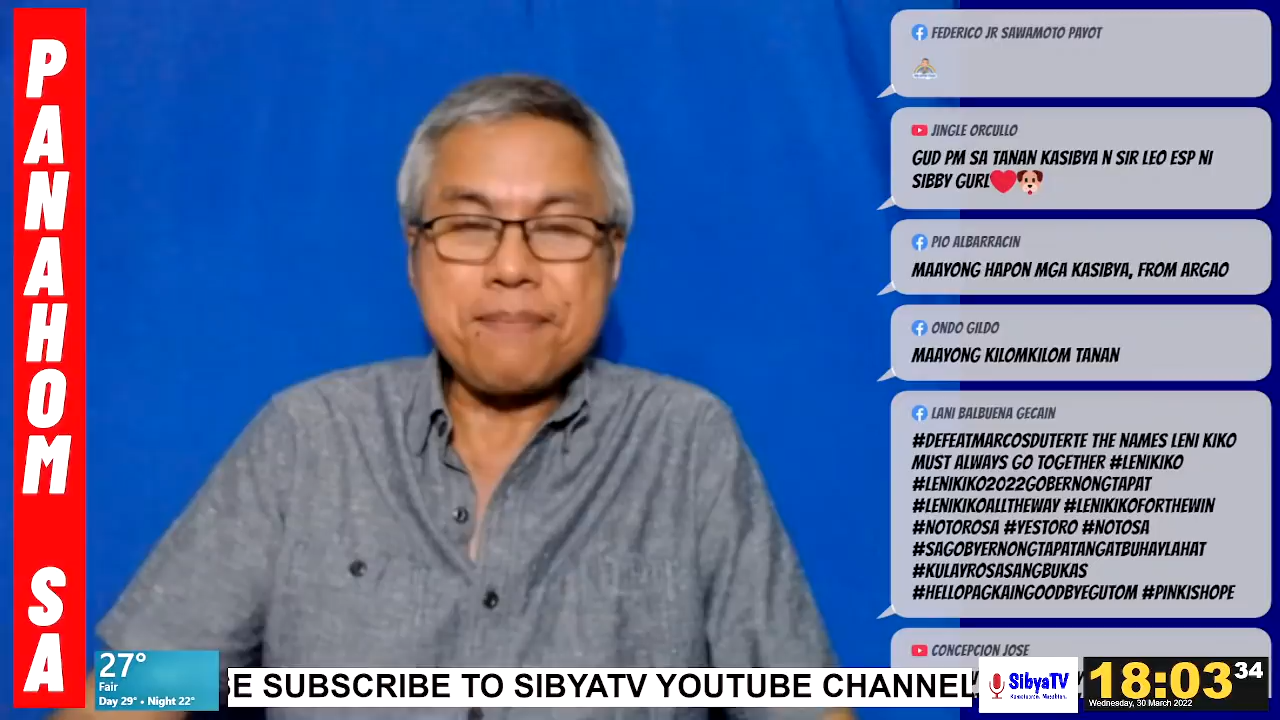 PANAHOM SA
FEDERICO JR SAWAMOTO PAYOT
JINGLE ORCULLO
GUD PM SA TANAN KASIBYA N SIR LEO ESP NI
SIBBY GURL
PIO ALBARRACIN
MAAYONG HAPON MGA KASIBYA, FROM ARGAO
ONDO GILDO
MAAYONG KILOMKILOM TANAN
LANI BALBUENA GECAIN
#DEFEATMARCOSDUTERTE THE NAMES LENI KIKO
MUST ALWAYS GO TOGETHER #LENIKIKO
#LENIKIKO2022GOBERNONGTAPAT
#LENIKIKOALLTHEWAY #LENIKIKOFORTHEWIN
#NOTOROSA #YESTORO #NOTOSA
#SAGOBYERNONGTAPATANGATBUHAYLAHAT
#KULAYROSASANGBUKAS
#HELLOPAGKAINGOODBYEGUTOM #PINKISHOPE
CONCEPCION JOSE
27°
Fair
Day 29° • Night 22°
SUBSCRIBE TO SIBYATV YOUTUBE CHANNEL.
SibyaTV
18:03 34
Wednesday, 30 March 2022